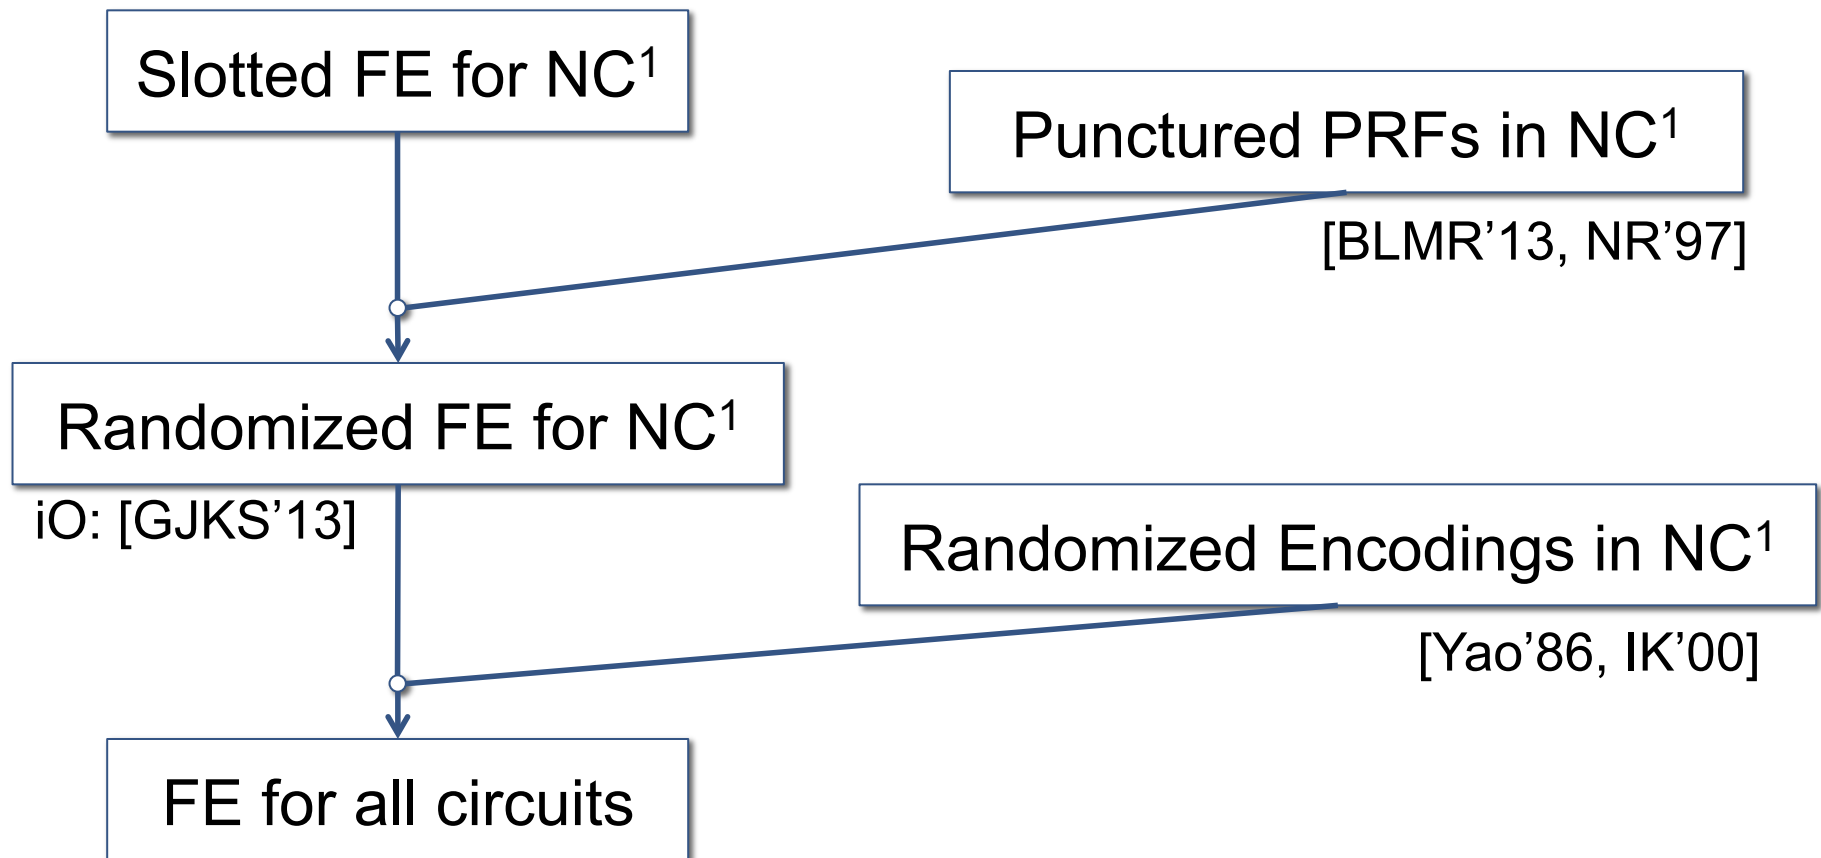 Slotted FE for NC¹
Punctured PRFs in NC¹
[BLMR’13, NR’97]
Randomized FE for NC¹
iO: [GJKS’13]
Randomized Encodings in NC¹
[Yao’86, IK’00]
FE for all circuits